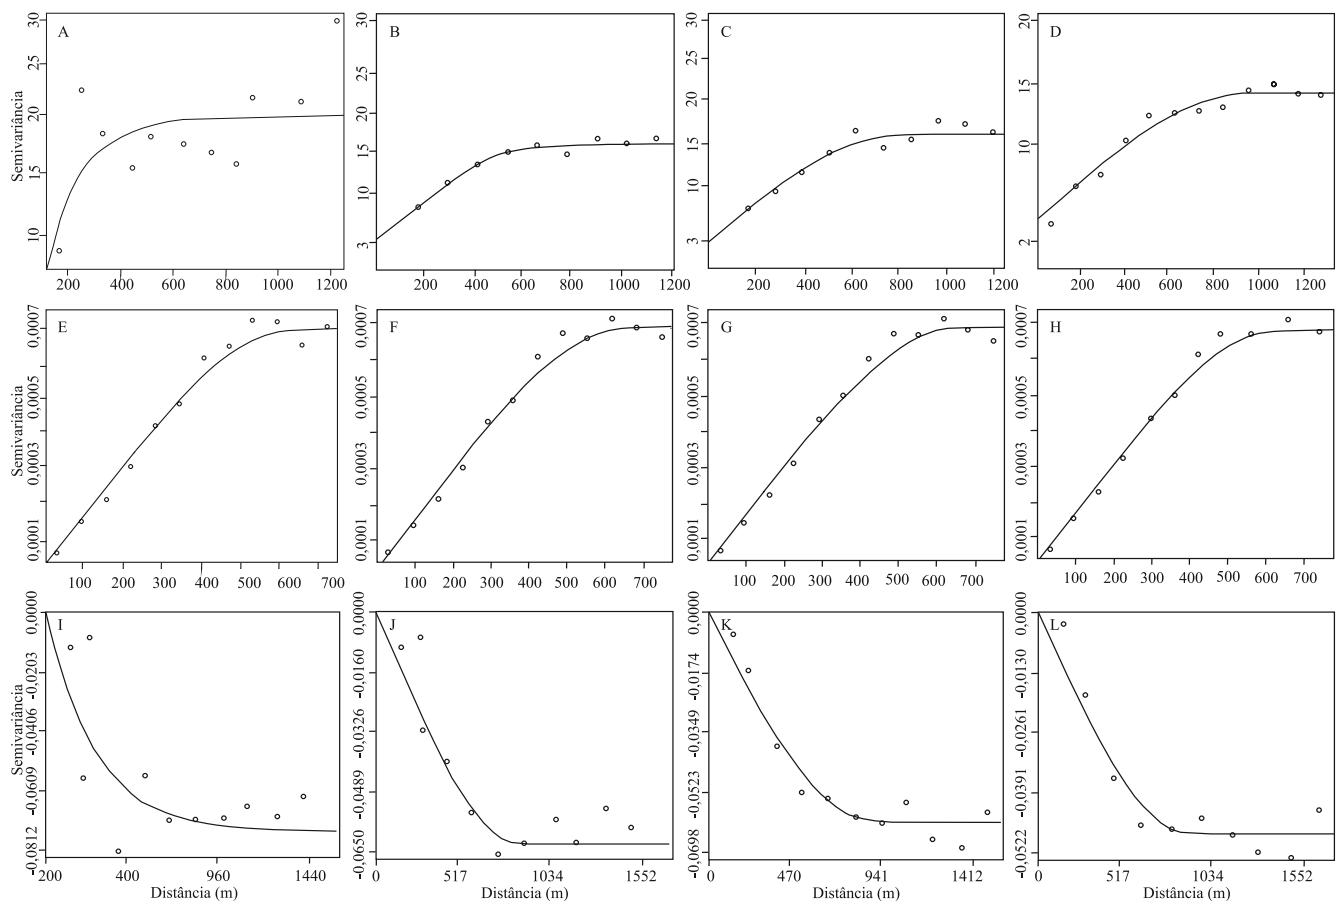 A
Semivariância
30
25
20
15
10
200 400 600 800 1000 1200
B
30
25
20
15
10
3
200 400 600 800 1000 1200
C
30
25
20
15
10
3
200 400 600 800 1000 1200
D
20
15
10
2
200 400 600 800 1000 1200
E
Semivariância
0,0007
0,0005
0,0003
0,0001
100 200 300 400 500 600 700
F
0,0007
0,0005
0,0003
0,0001
100 200 300 400 500 600 700
G
0,0007
0,0005
0,0003
0,0001
100 200 300 400 500 600 700
H
0,0007
0,0005
0,0003
0,0001
100 200 300 400 500 600 700
I
Semivariância
0,0000
-0,0203
-0,0406
-0,0609
-0,0812
200 400 960 1440
Distância (m)
J
0,0000
-0,0160
-0,0326
-0,0489
-0,0650
0 517 1034 1552
Distância (m)
K
0,0000
-0,0174
-0,0349
-0,0523
-0,0698
0 470 941 1412
Distância (m)
L
0,0000
-0,0130
-0,0261
-0,0391
-0,0522
0 517 1034 1552
Distância (m)